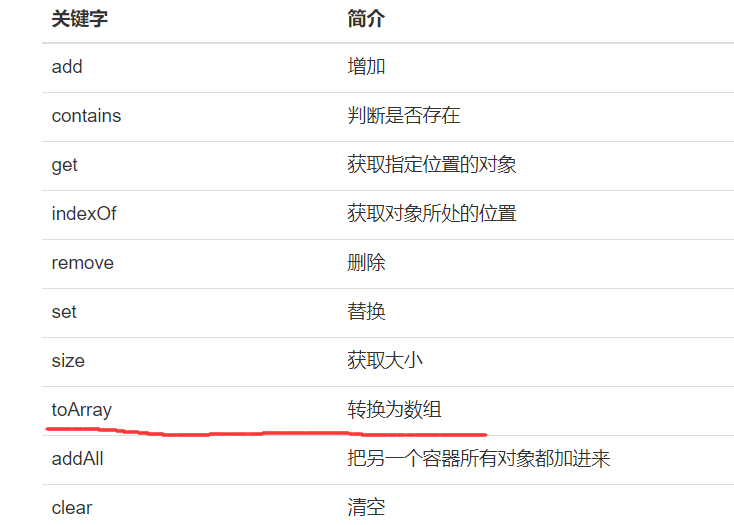 关键字 简介
add 增加
contains 判断是否存在
get 获取指定位置的对象
indexOf 获取对象所处的位置
remove 删除
set 替换
size 获取大小
toArray 转换为数组
addAll 把另一个容器所有对象都加进来
clear 清空